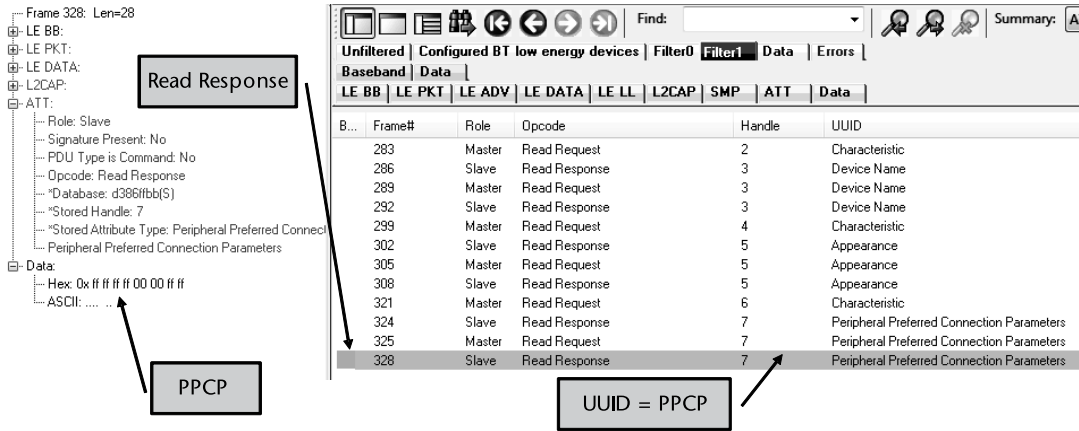 Frame 328: Len=28
LE BB:
LE PKT:
LE DATA:
L2CAP:
ATT:
Role: Slave
Signature Present: No
PDU Type is Command: No
Opcode: Read Response
*Database: d386ffbb(S)
*Stored Handle: 7
*Stored Attribute Type: Peripheral Preferred Connect
Peripheral Preferred Connection Parameters
Data:
Hex: 0x ff ff ff ff 00 00 ff ff
ASCII: .... ..
Read Response
PPCP
Find:
Summary: A
Unfiltered Configured BT low energy devices Filter0 Filter1 Data Errors
Baseband Data
LE BB LE PKT LE ADV LE DATA LE LL L2CAP SMP ATT Data
B... Frame# Role Opcode Handle UUID
283 Master Read Request 2 Characteristic
286 Slave Read Response 3 Device Name
289 Master Read Request 3 Device Name
292 Slave Read Response 3 Device Name
299 Master Read Request 4 Characteristic
302 Slave Read Response 5 Appearance
305 Master Read Request 5 Appearance
308 Slave Read Response 5 Appearance
321 Master Read Request 6 Characteristic
324 Slave Read Response 7 Peripheral Preferred Connection Parameters
325 Master Read Request 7 Peripheral Preferred Connection Parameters
328 Slave Read Response 7 Peripheral Preferred Connection Parameters
UUID = PPCP